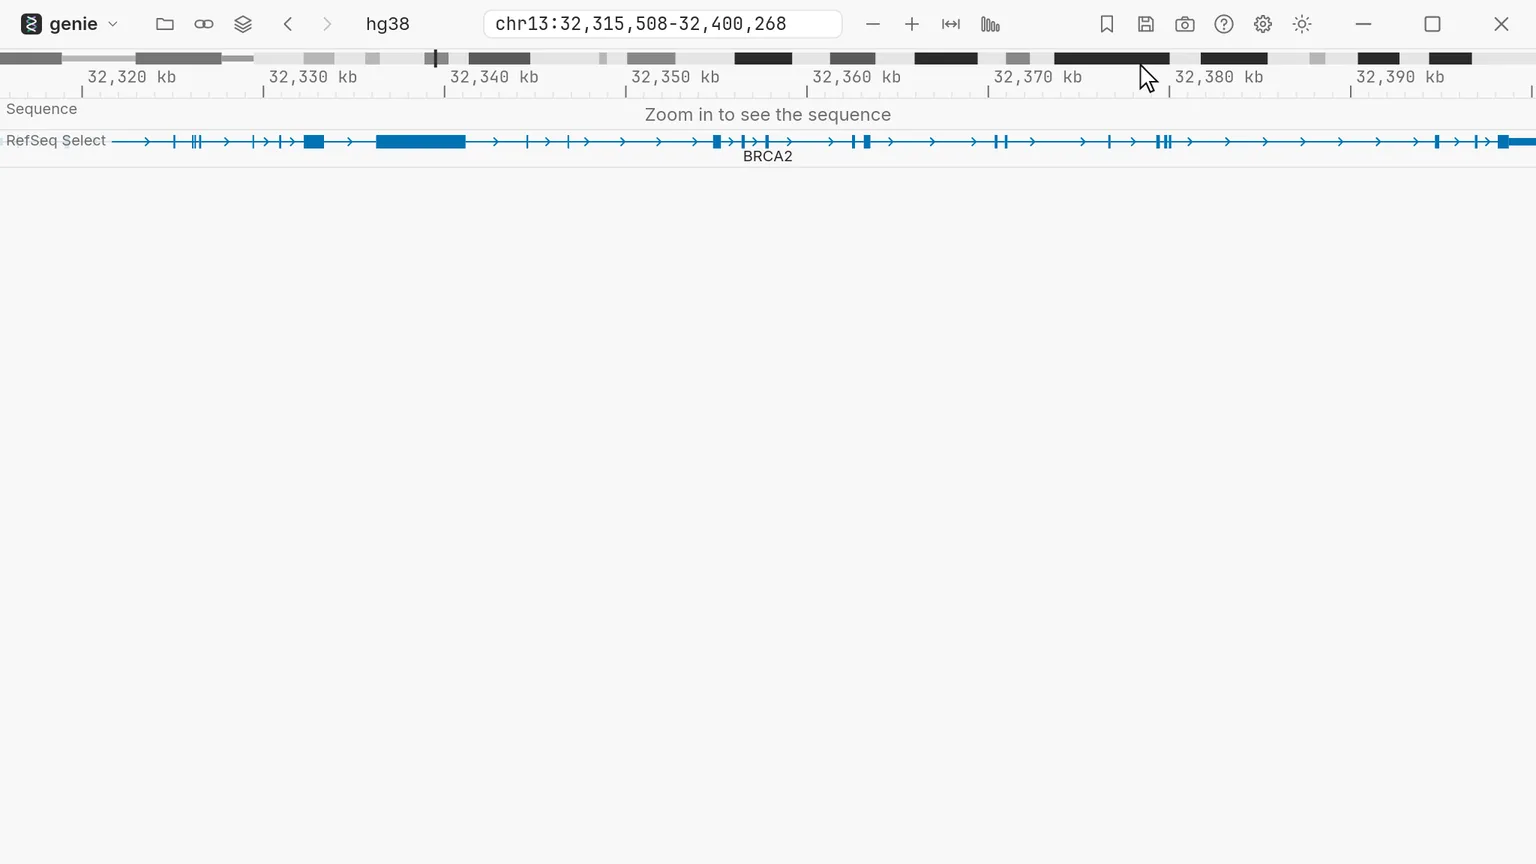 genie hg38 chr13:32,315,508-32,400,268
32,320 kb 32,330 kb 32,340 kb 32,350 kb 32,360 kb 32,370 kb 32,380 kb 32,390 kb
Sequence
Zoom in to see the sequence
RefSeq Select
BRCA2